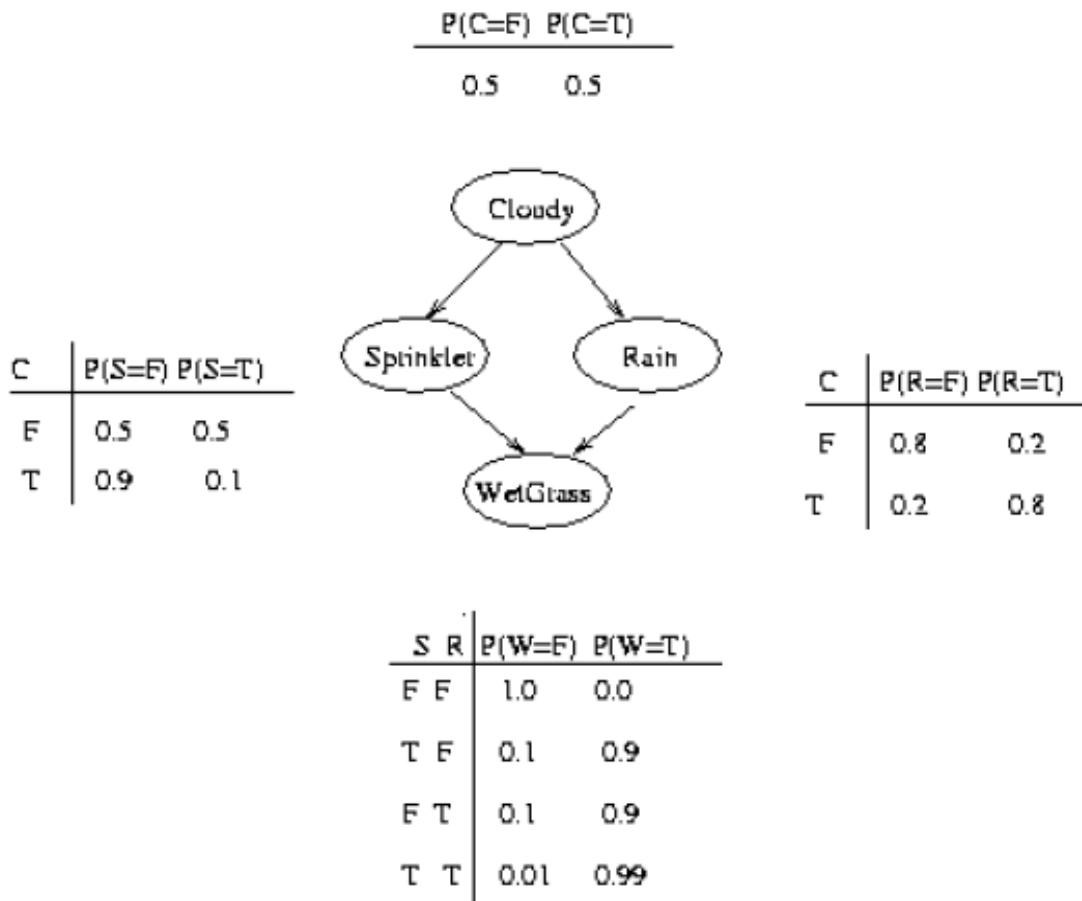 P(C=F) P(C=T)
0.5 0.5
Cloudy
Sprinkler
Rain
WetGrass
C P(S=F) P(S=T)
F 0.5 0.5
T 0.9 0.1
C P(R=F) P(R=T)
F 0.8 0.2
T 0.2 0.8
S R P(W=F) P(W=T)
F F 1.0 0.0
T F 0.1 0.9
F T 0.1 0.9
T T 0.01 0.99